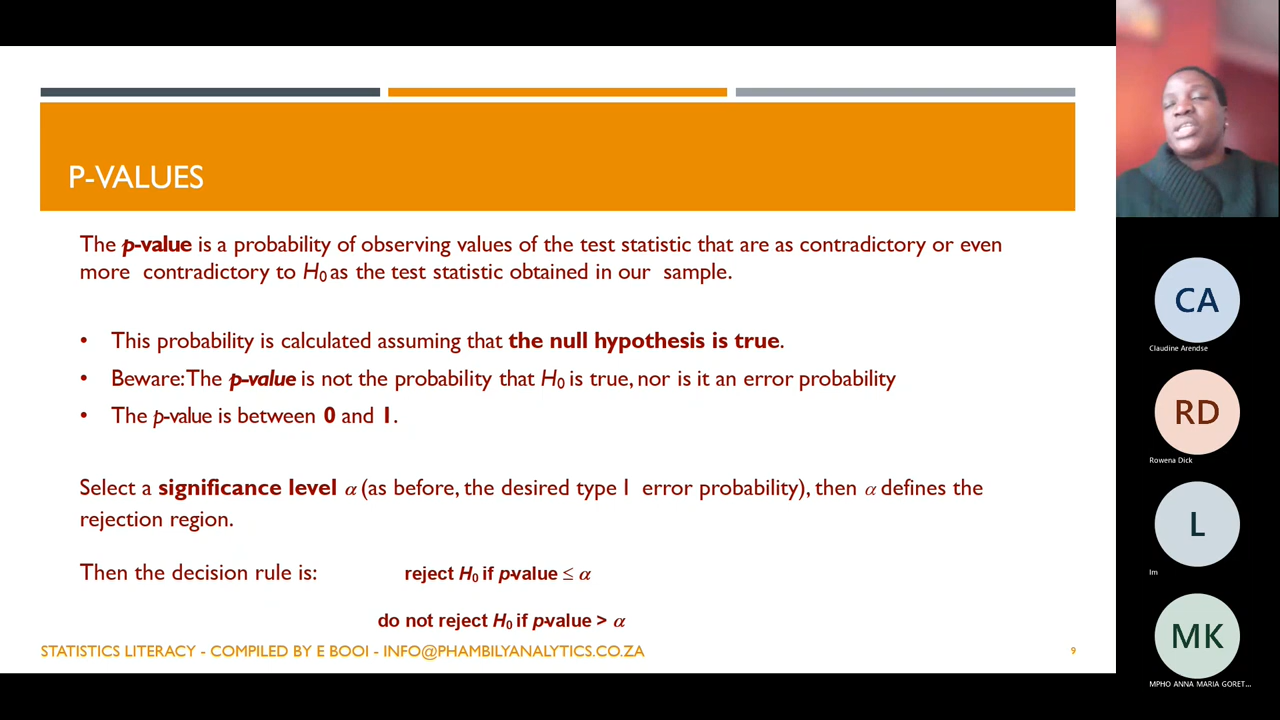 P-VALUES
The p-value is a probability of observing values of the test statistic that are as contradictory or even
more contradictory to H0 as the test statistic obtained in our sample.
• This probability is calculated assuming that the null hypothesis is true.
• Beware: The p-value is not the probability that H0 is true, nor is it an error probability
• The p-value is between 0 and 1.
Select a significance level α (as before, the desired type I error probability), then α defines the
rejection region.
Then the decision rule is: reject H0 if p-value ≤ α
do not reject H0 if p-value > α
STATISTICS LITERACY - COMPILED BY E BOOI - INFO@PHAMBILYANALYTICS.CO.ZA
9
CA
Claudine Arendse
RD
Rowena Dick
L
lm
MK
MPHO ANNA MARIA GORET...